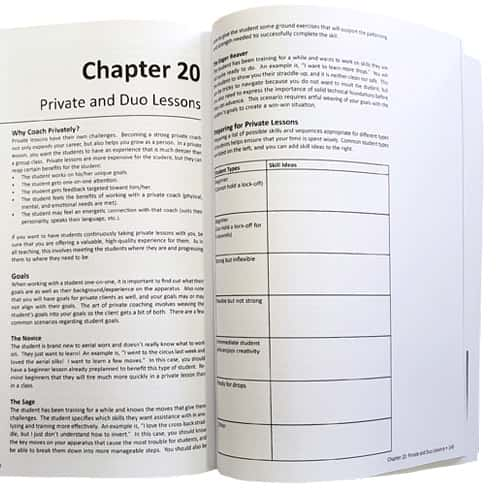 Chapter 20
Private and Duo Lessons
Why Coach Privately?
Private lessons have their own challenges. Becoming a strong private coach
not only expands your career, but also helps you grow as a person. In a private
lesson, you want the students to have an experience that is much deeper than
a group class. Private lessons are more expensive for the student, but they can
reap certain benefits for the student:
• The student works on his/her unique goals.
• The student gets one-on-one attention.
• The student gets feedback targeted toward him/her.
• The student feels the benefits of working with a private coach (physical,
mental, and emotional needs are met).
• The student may feel an energetic connection with that coach (suits they
personality, speaks their language, etc.).
If you want to have students continuously taking private lessons with you, be
sure that you are offering a valuable, high-quality experience for them. As in
all teaching, this involves meeting the students where they are and progressing
them to where they need to be.
Goals
When working with a student one-on-one, it is important to find out what their
goals are as well as their background/experience on the apparatus. Also note
that you will have goals for private clients as well, and your goals may or may
not align with their goals. The art of private coaching involves weaving the
student's goals into your goals so the client gets a bit of both. There are a few
common scenarios regarding student goals.
The Novice
The student is brand new to aerial work and doesn't really know what to work
on. They just want to learn! An example is, "I went to the circus last week and
loved the aerial silks! I want to learn a few moves." In this case, you should
have a beginner lesson already preplanned to benefit this type of student. Re-
mind beginners that they will tire much more quickly in a private lesson than
in a class.
The Sage
The student has been training for a while and knows the moves that give them
challenges. The student specifies which skills they want assistance with in ana-
lyzing and training more effectively. An example is, "I love the cross back strad-
dle, but I just don't understand how to invert." In this case, you should know
the key moves on your apparatus that cause the most trouble for students, and
be able to break them down into more manageable steps. You should also be
to give the student some ground exercises that will support the patterning
strength needed to successfully complete the skill.
The Eager Beaver
student has been training for a while and wants to work on skills they are
ready to do. An example is, "I want to learn more drops." You
student to show you their straddle-up, and it is neither clean nor safe. This
be tricky to navigate because you do not want to insult the student, but
also need to express the importance of solid technical foundations before
can advance. This scenario requires artful weaving of your goals with the
student's goals to create a win-win situation.
Preparing for Private Lessons
a list of possible skills and sequences appropriate for different types
students helps ensure that your time is spent wisely. Common student types
listed on the left, and you can add skill ideas to the right.
Student Types Skill Ideas
Beginner
(Cannot hold a lock-off)
Beginner
(hold a lock-off for
seconds)
Strong but inflexible
Flexible but not strong
Intermediate student
enjoys creativity
Ready for drops
Other
Chapter 20: Private and Duo Lessons •